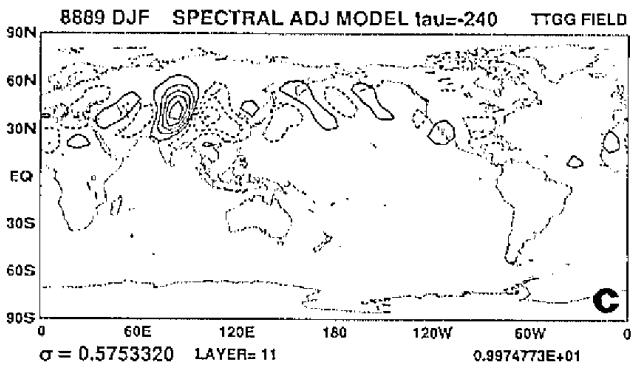 8889 DJF SPECTRAL ADJ MODEL tau=-240 TTGG FIELD
90N
60N
30N
EQ
30S
60S
90S
C
0 60E 120E 180 120W 60W 0
σ = 0.5753320 LAYER= 11 0.9974773E+01